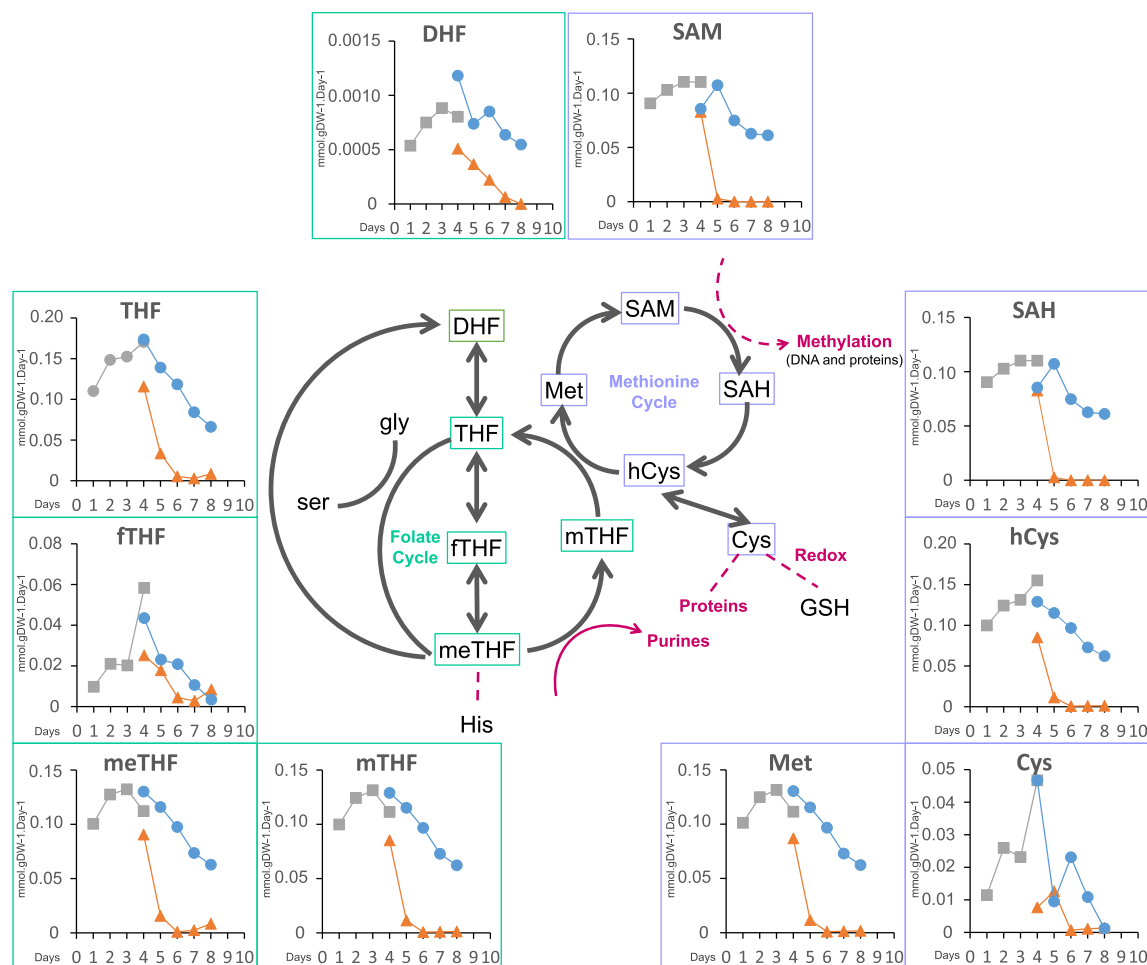 DHF
mmol.gDW-1.Day-1
0.0015
0.0010
0.0005
0
Days 0 1 2 3 4 5 6 7 8 9 10
SAM
mmol.gDW-1.Day-1
0.15
0.10
0.05
0
Days 0 1 2 3 4 5 6 7 8 9 10
THF
mmol.gDW-1.Day-1
0.20
0.15
0.10
0.05
0
Days 0 1 2 3 4 5 6 7 8 9 10
fTHF
mmol.gDW-1.Day-1
0.08
0.06
0.04
0.02
0
Days 0 1 2 3 4 5 6 7 8 9 10
meTHF
mmol.gDW-1.Day-1
0.15
0.10
0.05
0
Days 0 1 2 3 4 5 6 7 8 9 10
mTHF
mmol.gDW-1.Day-1
0.15
0.10
0.05
0
Days 0 1 2 3 4 5 6 7 8 9 10
DHF
THF
gly
ser
Folate
Cycle
fTHF
mTHF
meTHF
His
Purines
SAM
Methylation
(DNA and proteins)
Met
Methionine
Cycle
SAH
hCys
Cys
Redox
Proteins
GSH
SAH
mmol.gDW-1.Day-1
0.15
0.10
0.05
0
Days 0 1 2 3 4 5 6 7 8 9 10
hCys
mmol.gDW-1.Day-1
0.20
0.15
0.10
0.05
0
Days 0 1 2 3 4 5 6 7 8 9 10
Met
mmol.gDW-1.Day-1
0.15
0.10
0.05
0
Days 0 1 2 3 4 5 6 7 8 9 10
Cys
mmol.gDW-1.Day-1
0.05
0.04
0.03
0.02
0.01
0
Days 0 1 2 3 4 5 6 7 8 9 10